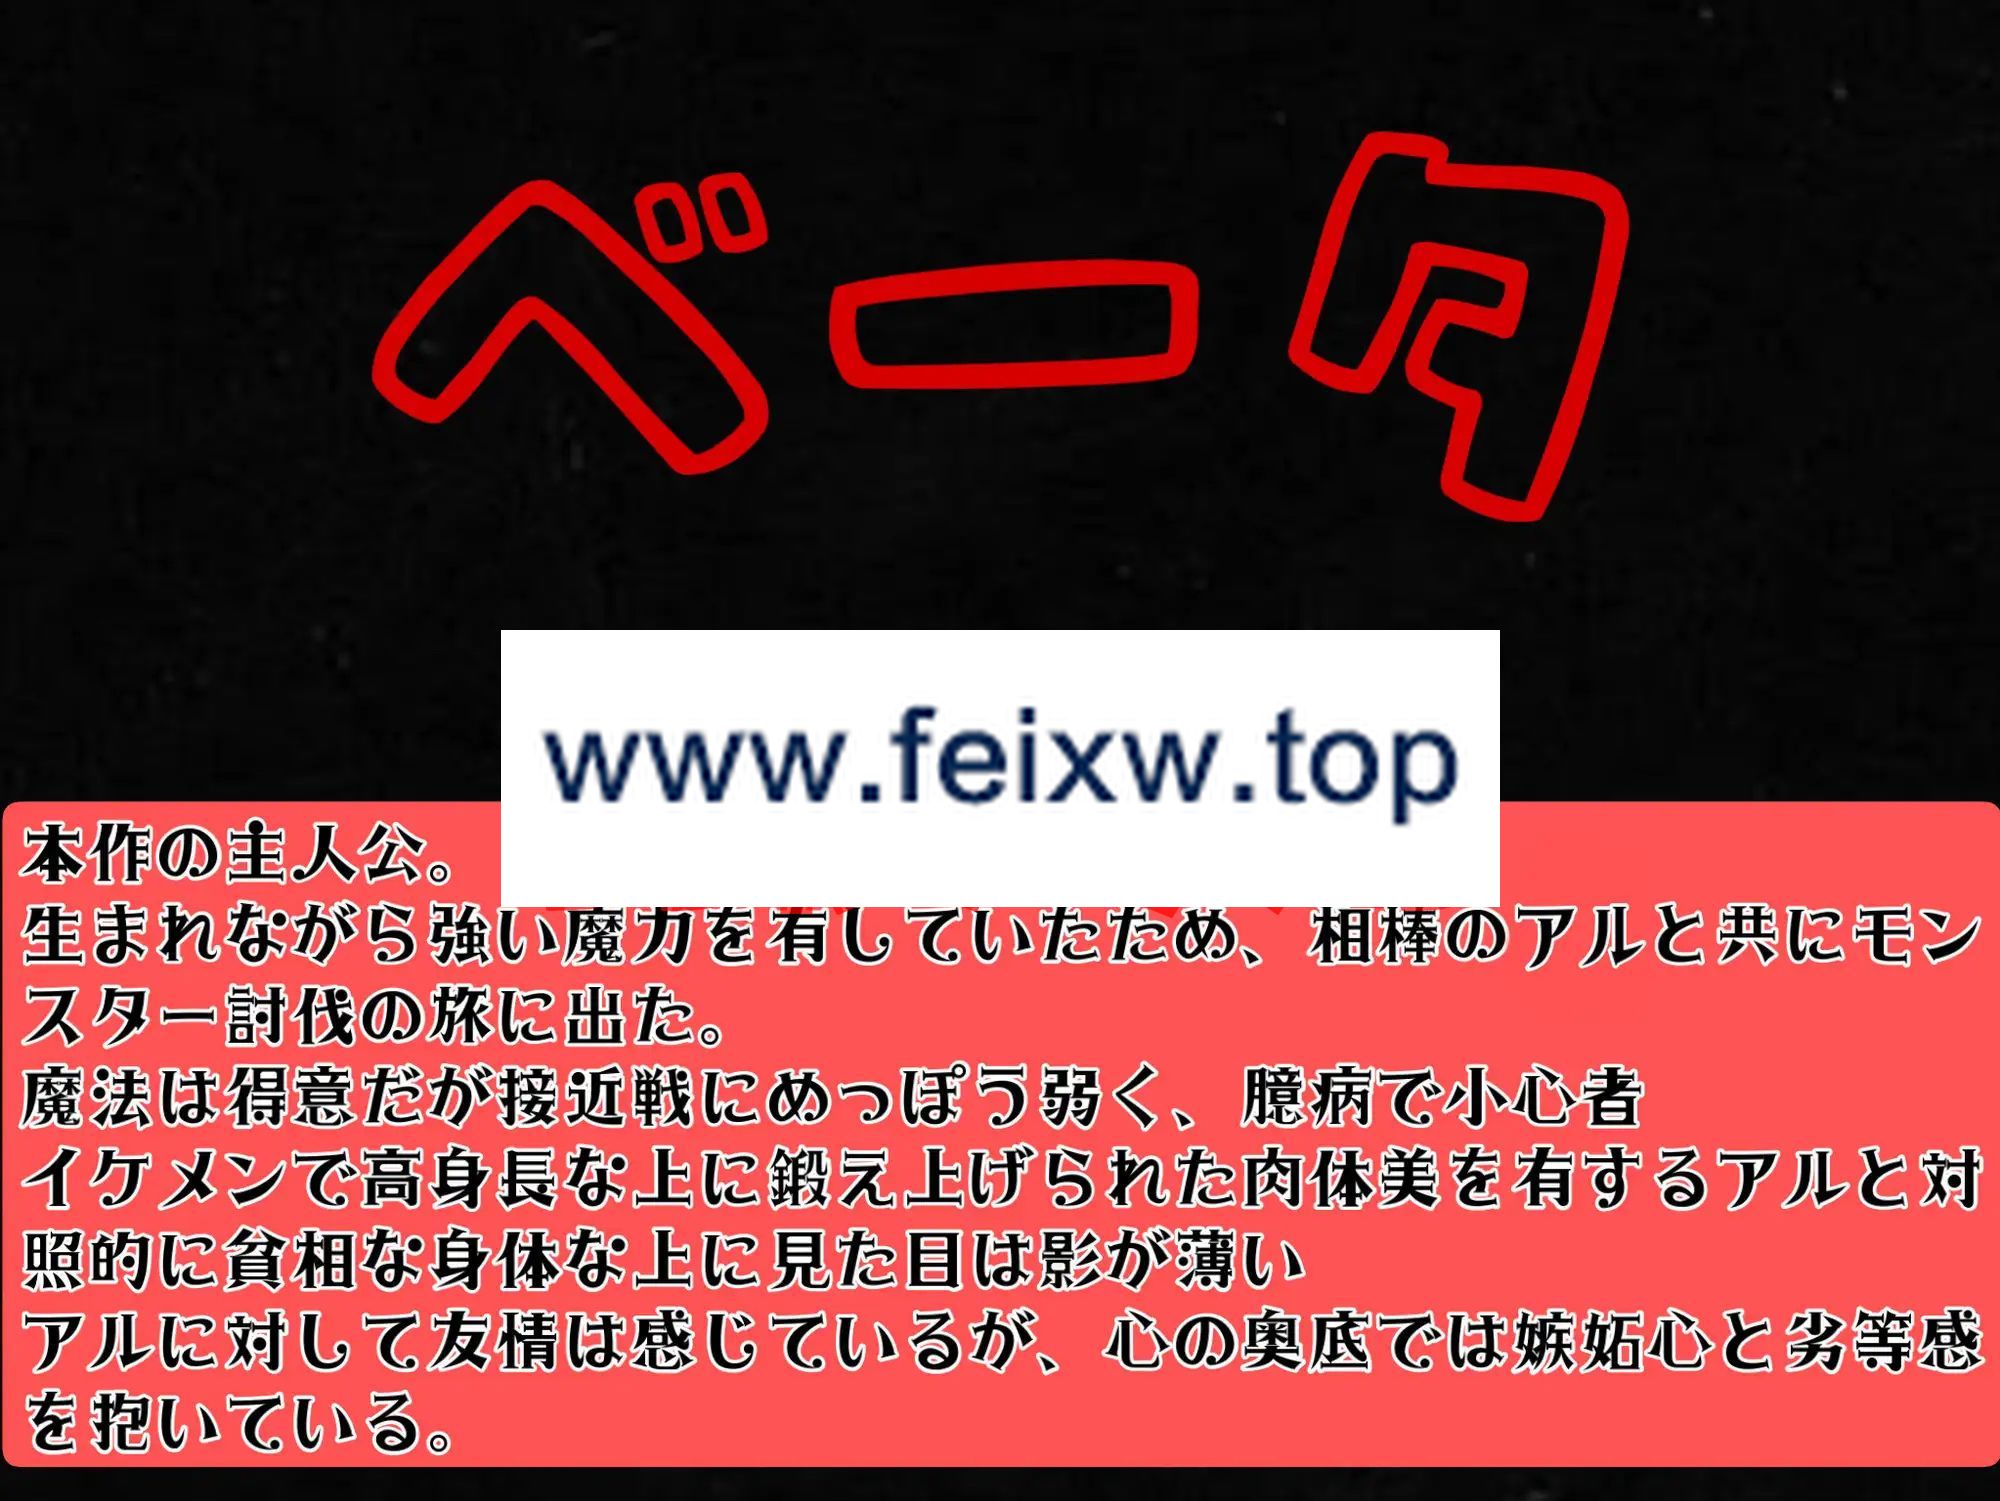 ベータ
www.feixw.top
本作の主人公。
生まれながら強い魔力を有していたため、相棒のアルと共にモン
スター討伐の旅に出た。
魔法は得意だが接近戦にめっぽう弱く、臆病で小心者
イケメンで高身長な上に鍛え上げられた肉体美を有するアルと対
照的に貧相な身体な上に見た目は影が薄い
アルに対して友情は感じているが、心の奥底では嫉妬心と劣等感
を抱いている。